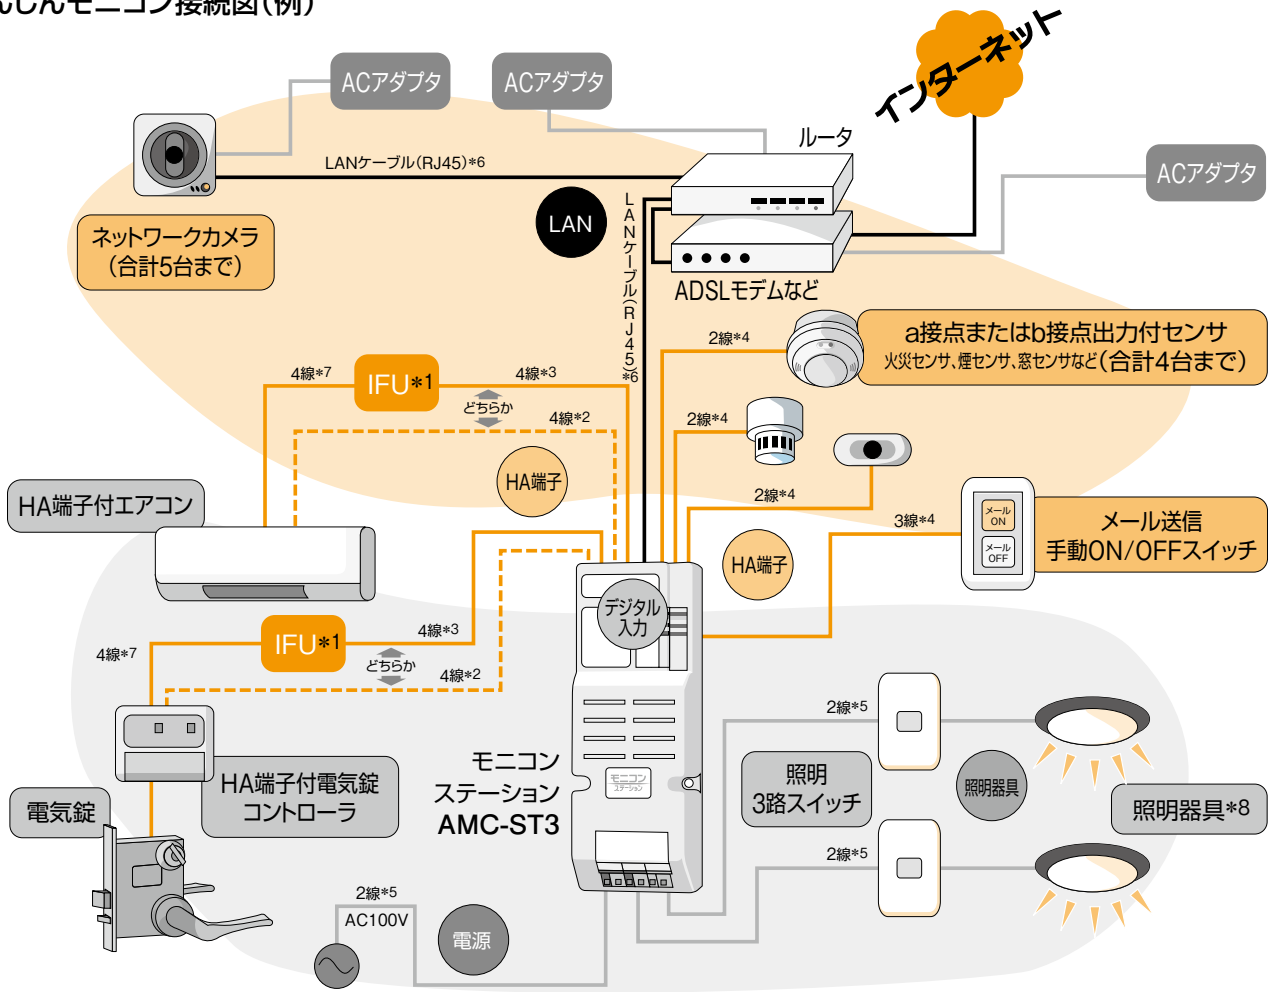 んしんモニコン接続図(例)
ACアダプタ
ACアダプタ
インターネット
ルータ
ACアダプタ
LANケーブル(RJ45)*6
LAN
LANケーブル(RJ45)*6
ネットワークカメラ
(合計5台まで)
ADSLモデムなど
2線*4
a接点またはb接点出力付センサ
火災センサ、煙センサ、窓センサなど(合計4台まで)
4線*7
IFU*1
4線*3
どちらか
4線*2
2線*4
HA端子
2線*4
HA端子付エアコン
3線*4
メール
ON
メール
OFF
メール送信
手動ON/OFFスイッチ
HA端子
デジタル
入力
4線*7
IFU*1
4線*3
どちらか
4線*2
2線*5
モニコン
ステーション
AMC-ST3
モニコン
ステーション
HA端子付電気錠
コントローラ
電気錠
照明
3路スイッチ
照明器具
照明器具*8
2線*5
2線*5
AC100V
電源